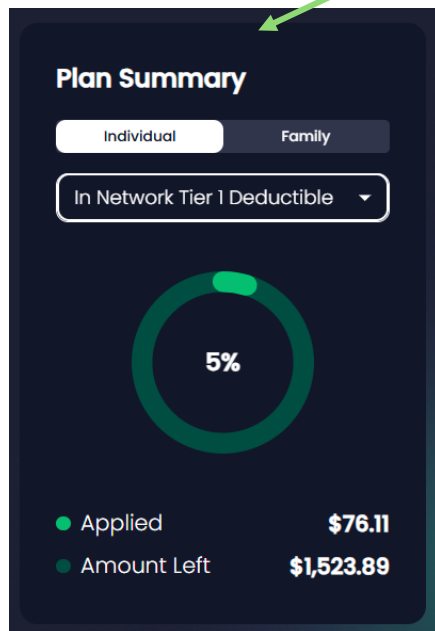 Plan Summary
Individual Family
In Network Tier 1 Deductible
5%
Applied $76.11
Amount Left $1,523.89